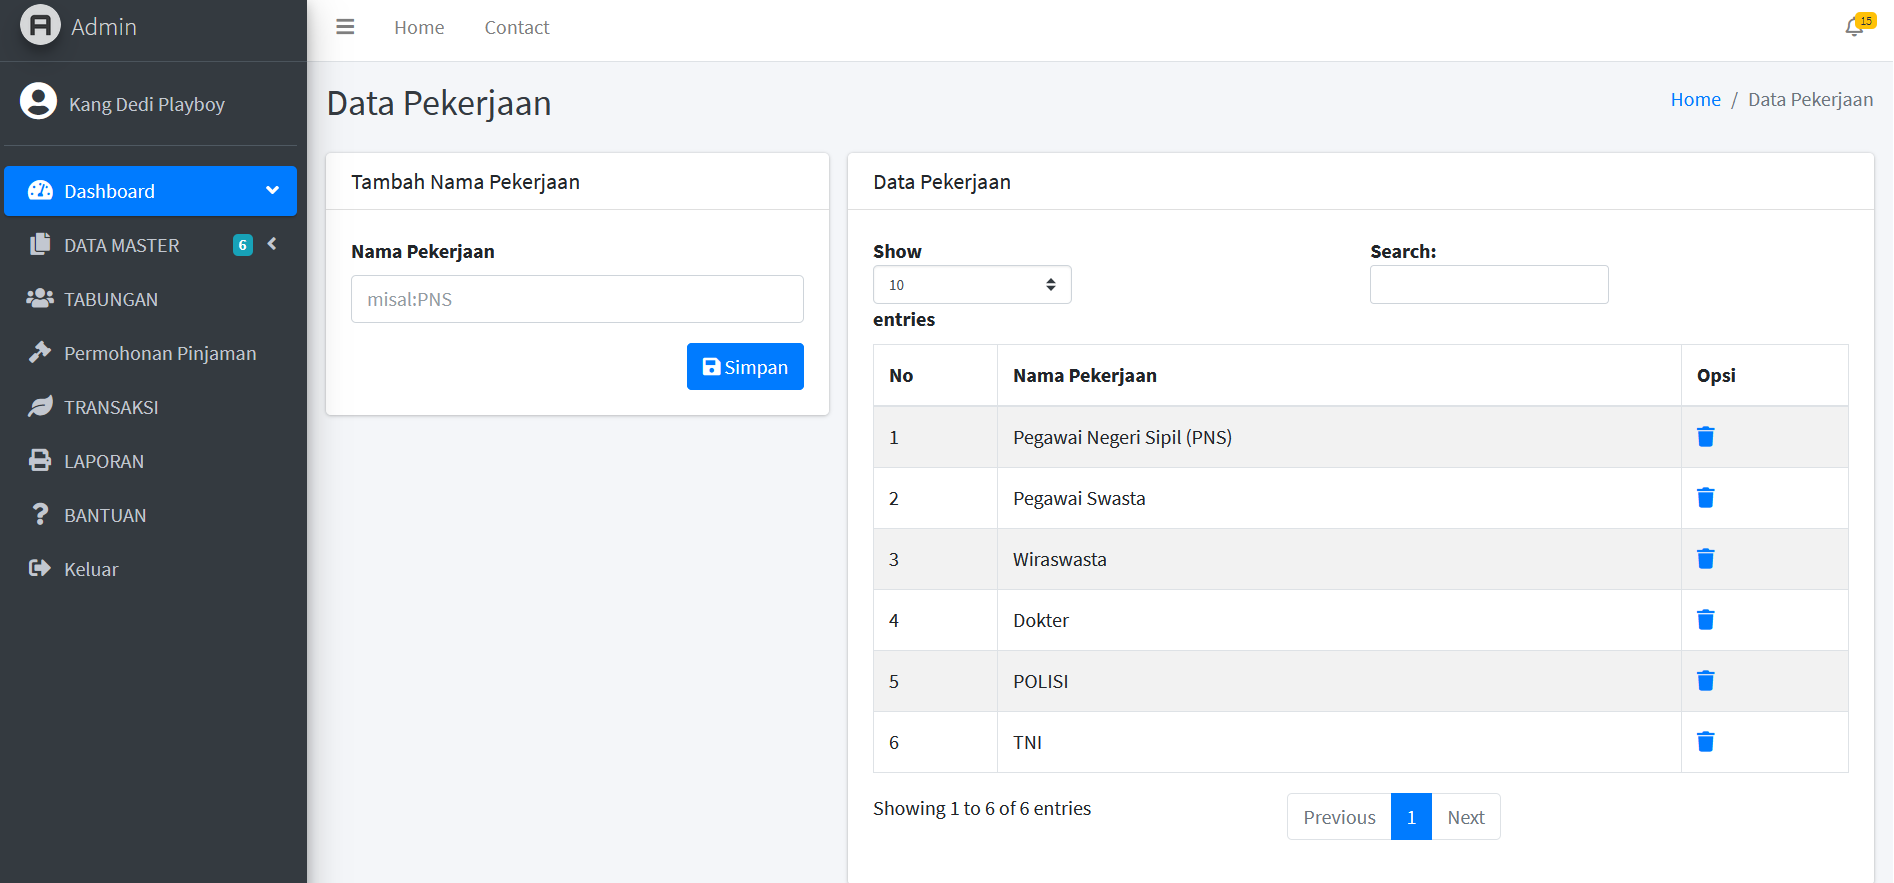 Admin
Home
Contact
15
Kang Dedi Playboy
Data Pekerjaan
Home / Data Pekerjaan
Dashboard
DATA MASTER 6
TABUNGAN
Permohonan Pinjaman
TRANSAKSI
LAPORAN
BANTUAN
Keluar
Tambah Nama Pekerjaan
Nama Pekerjaan
misal:PNS
Simpan
Data Pekerjaan
Show
10
entries
Search:
No Nama Pekerjaan Opsi
1 Pegawai Negeri Sipil (PNS)
2 Pegawai Swasta
3 Wiraswasta
4 Dokter
5 POLISI
6 TNI
Showing 1 to 6 of 6 entries
Previous 1 Next